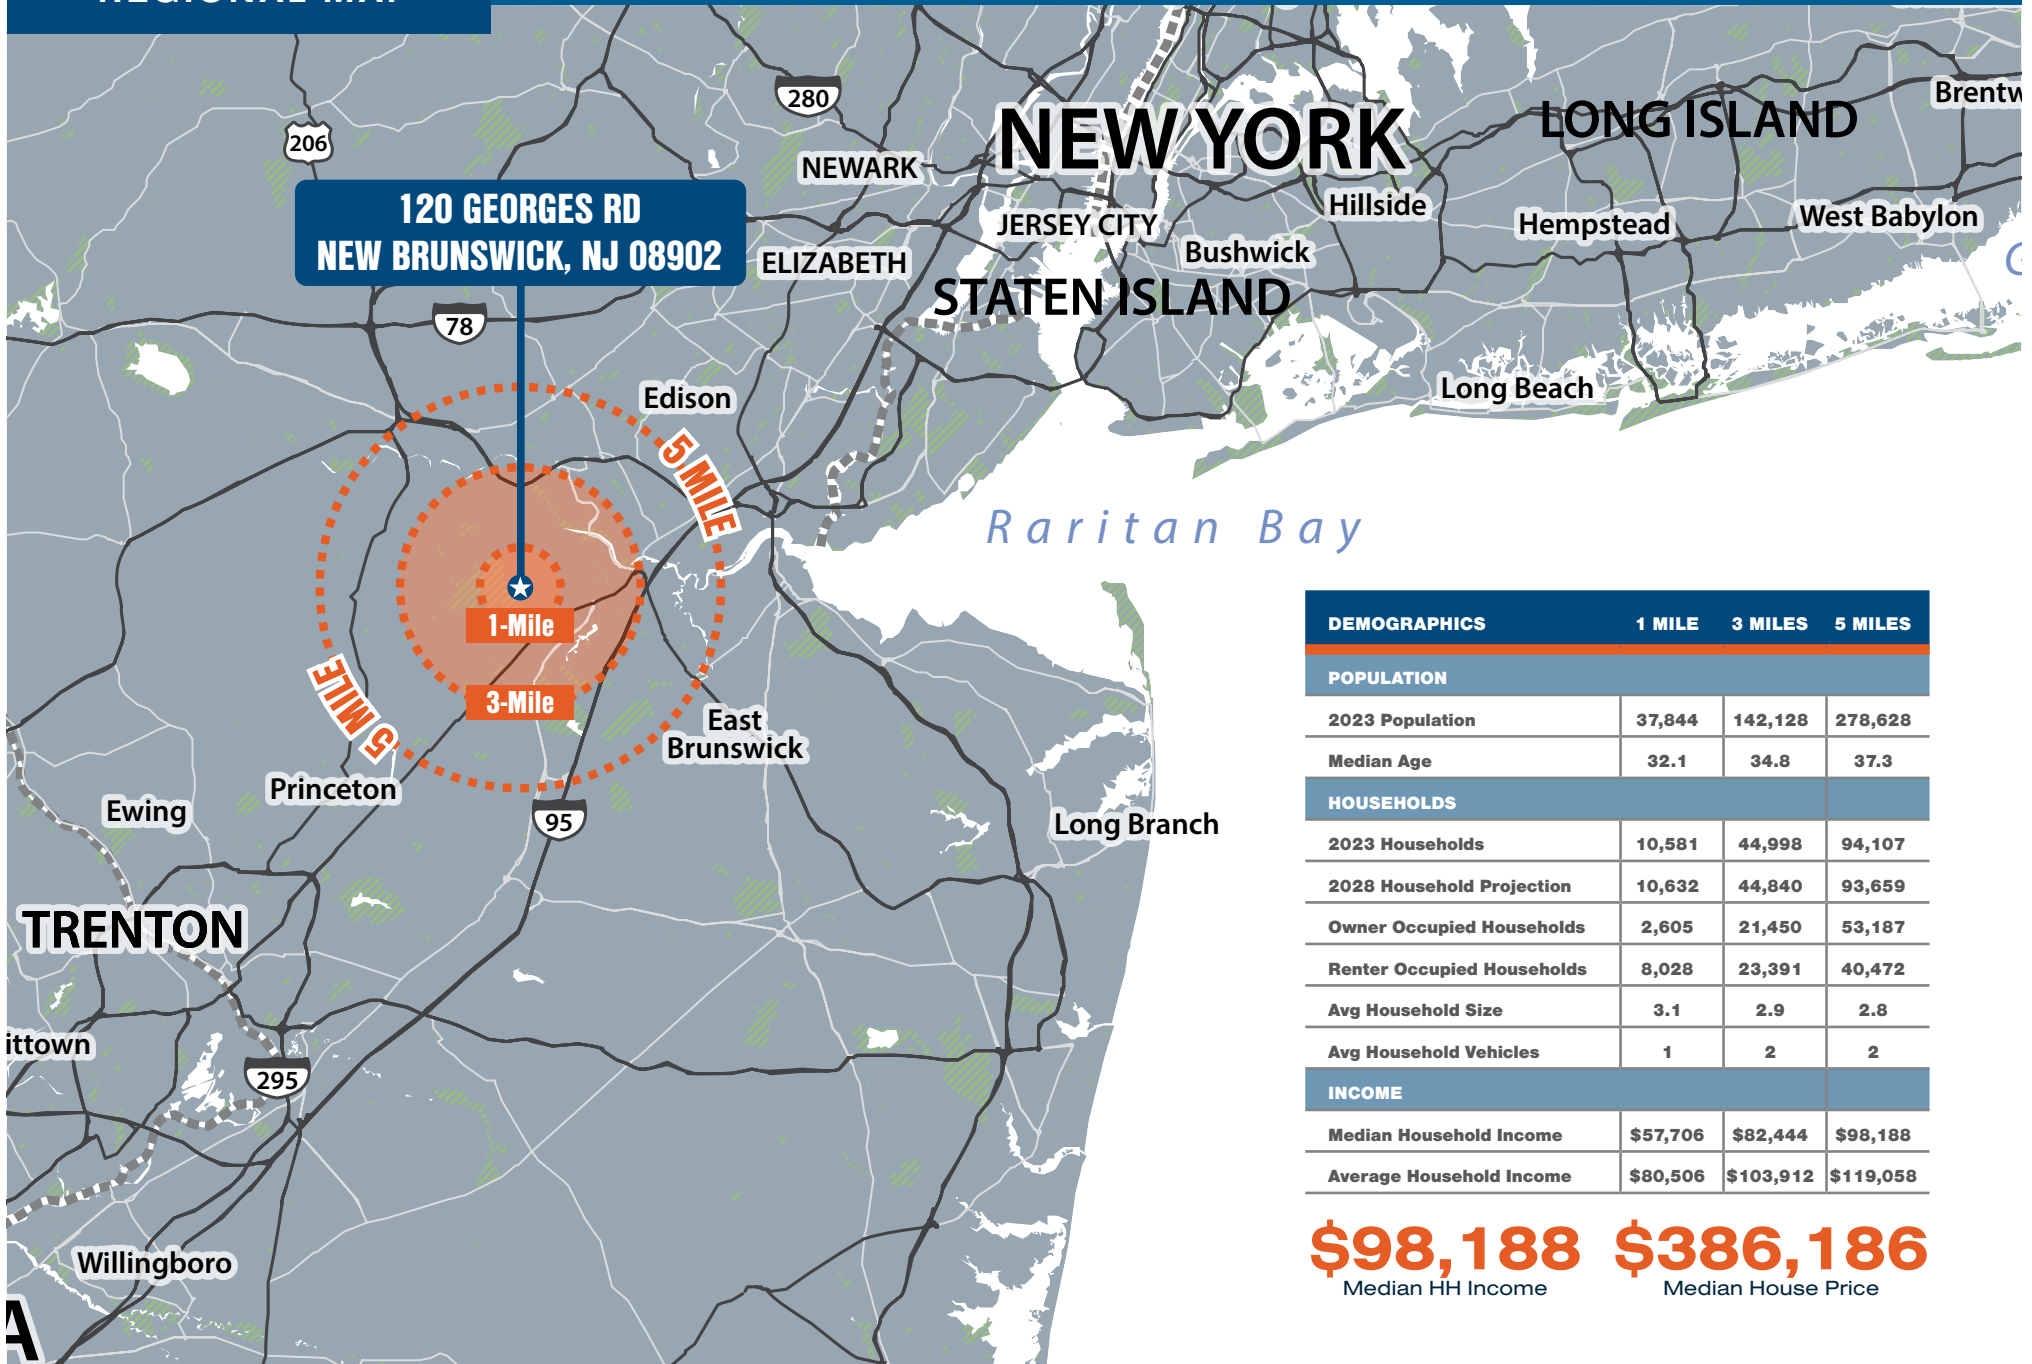 REGIONAL MAP
280
206
NEW YORK
LONG ISLAND
NEWARK
120 GEORGES RD
NEW BRUNSWICK, NJ 08902
JERSEY CITY
Hillside
Hempstead
West Babylon
Bushwick
ELIZABETH
STATEN ISLAND
78
Edison
Long Beach
5 MILE
Raritan Bay
1-Mile
3-Mile
5 MILE
East
Brunswick
Princeton
Ewing
95
Long Branch
TRENTON
ittown
295
Willingboro
A
DEMOGRAPHICS 1 MILE 3 MILES 5 MILES
POPULATION
2023 Population 37,844 142,128 278,628
Median Age 32.1 34.8 37.3
HOUSEHOLDS
2023 Households 10,581 44,998 94,107
2028 Household Projection 10,632 44,840 93,659
Owner Occupied Households 2,605 21,450 53,187
Renter Occupied Households 8,028 23,391 40,472
Avg Household Size 3.1 2.9 2.8
Avg Household Vehicles 1 2 2
INCOME
Median Household Income $57,706 $82,444 $98,188
Average Household Income $80,506 $103,912 $119,058
$98,188 $386,186
Median HH Income Median House Price